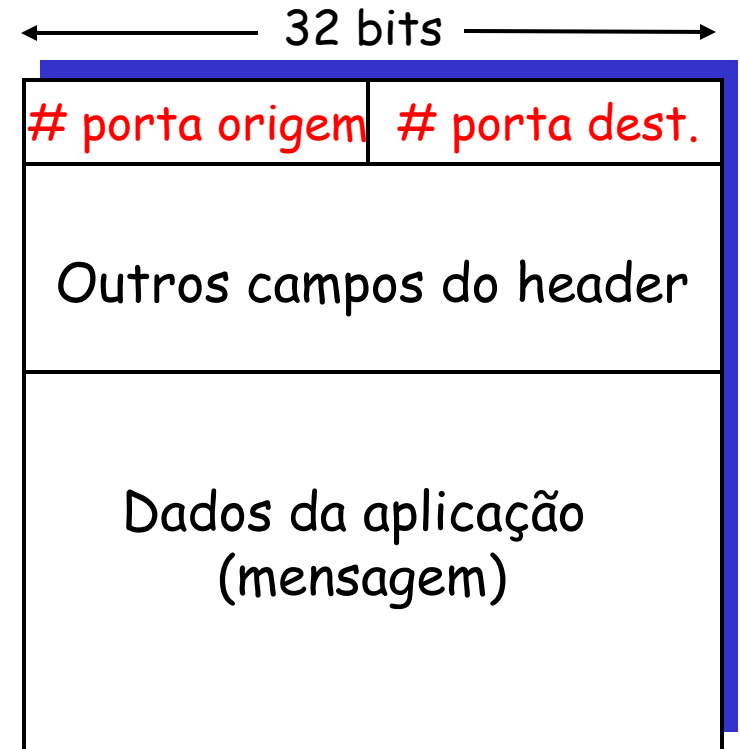 32 bits
# porta origem # porta dest.
Outros campos do header
Dados da aplicação
(mensagem)